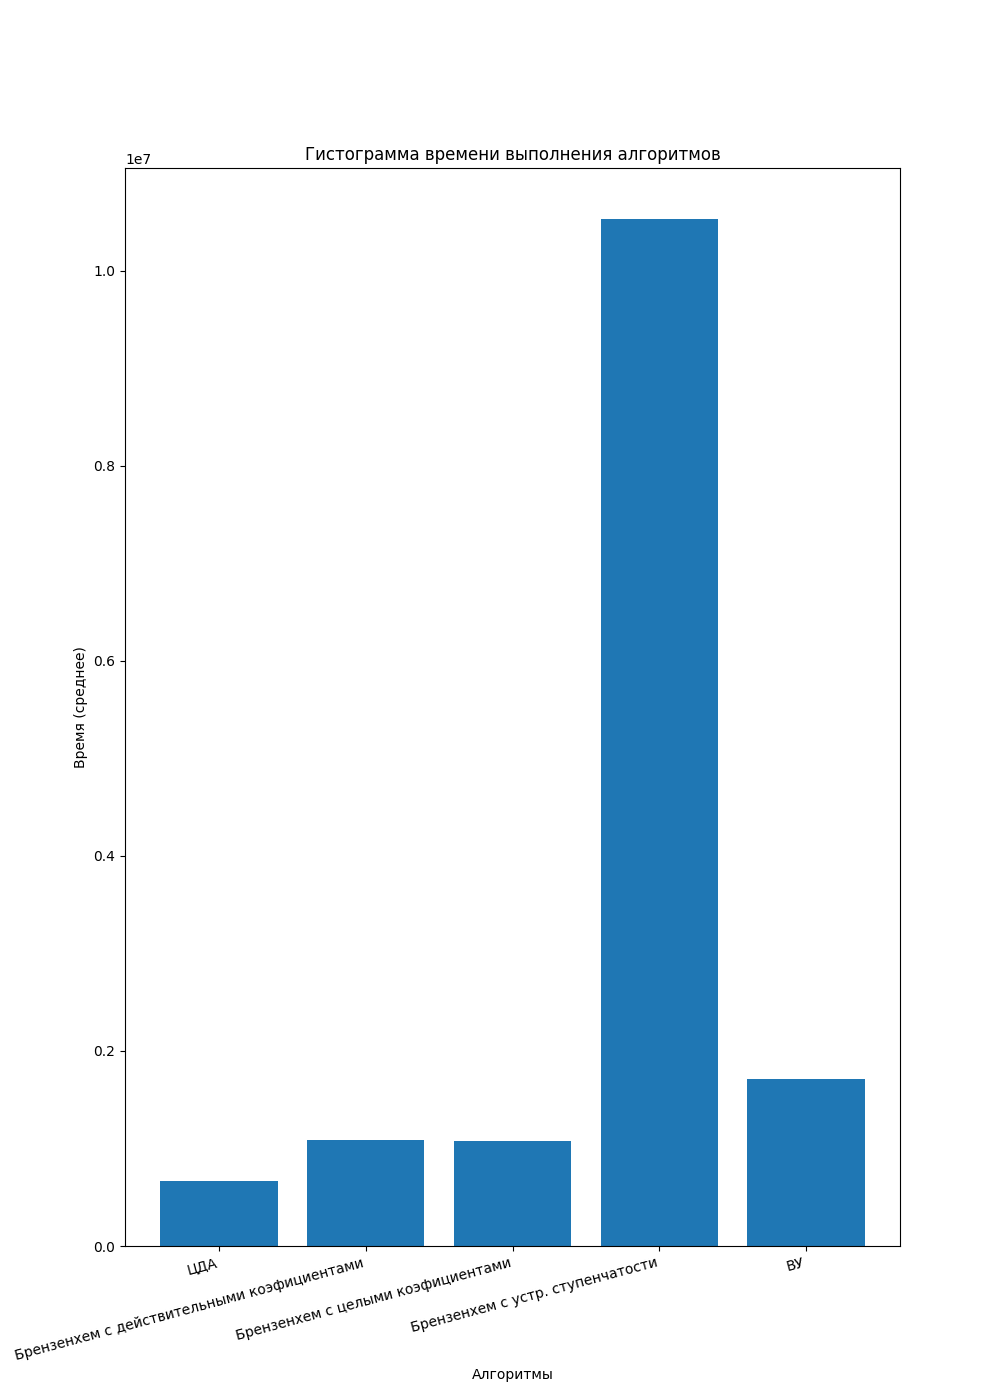 Гистограмма времени выполнения алгоритмов
1e7
1.0
0.8
0.6
0.4
0.2
0.0
Время (среднее)
ЦДА
Брензенхем с действительными коэфициентами
Брензенхем с целыми коэфициентами
Брензенхем с устр. ступенчатости
ВУ
Алгоритмы